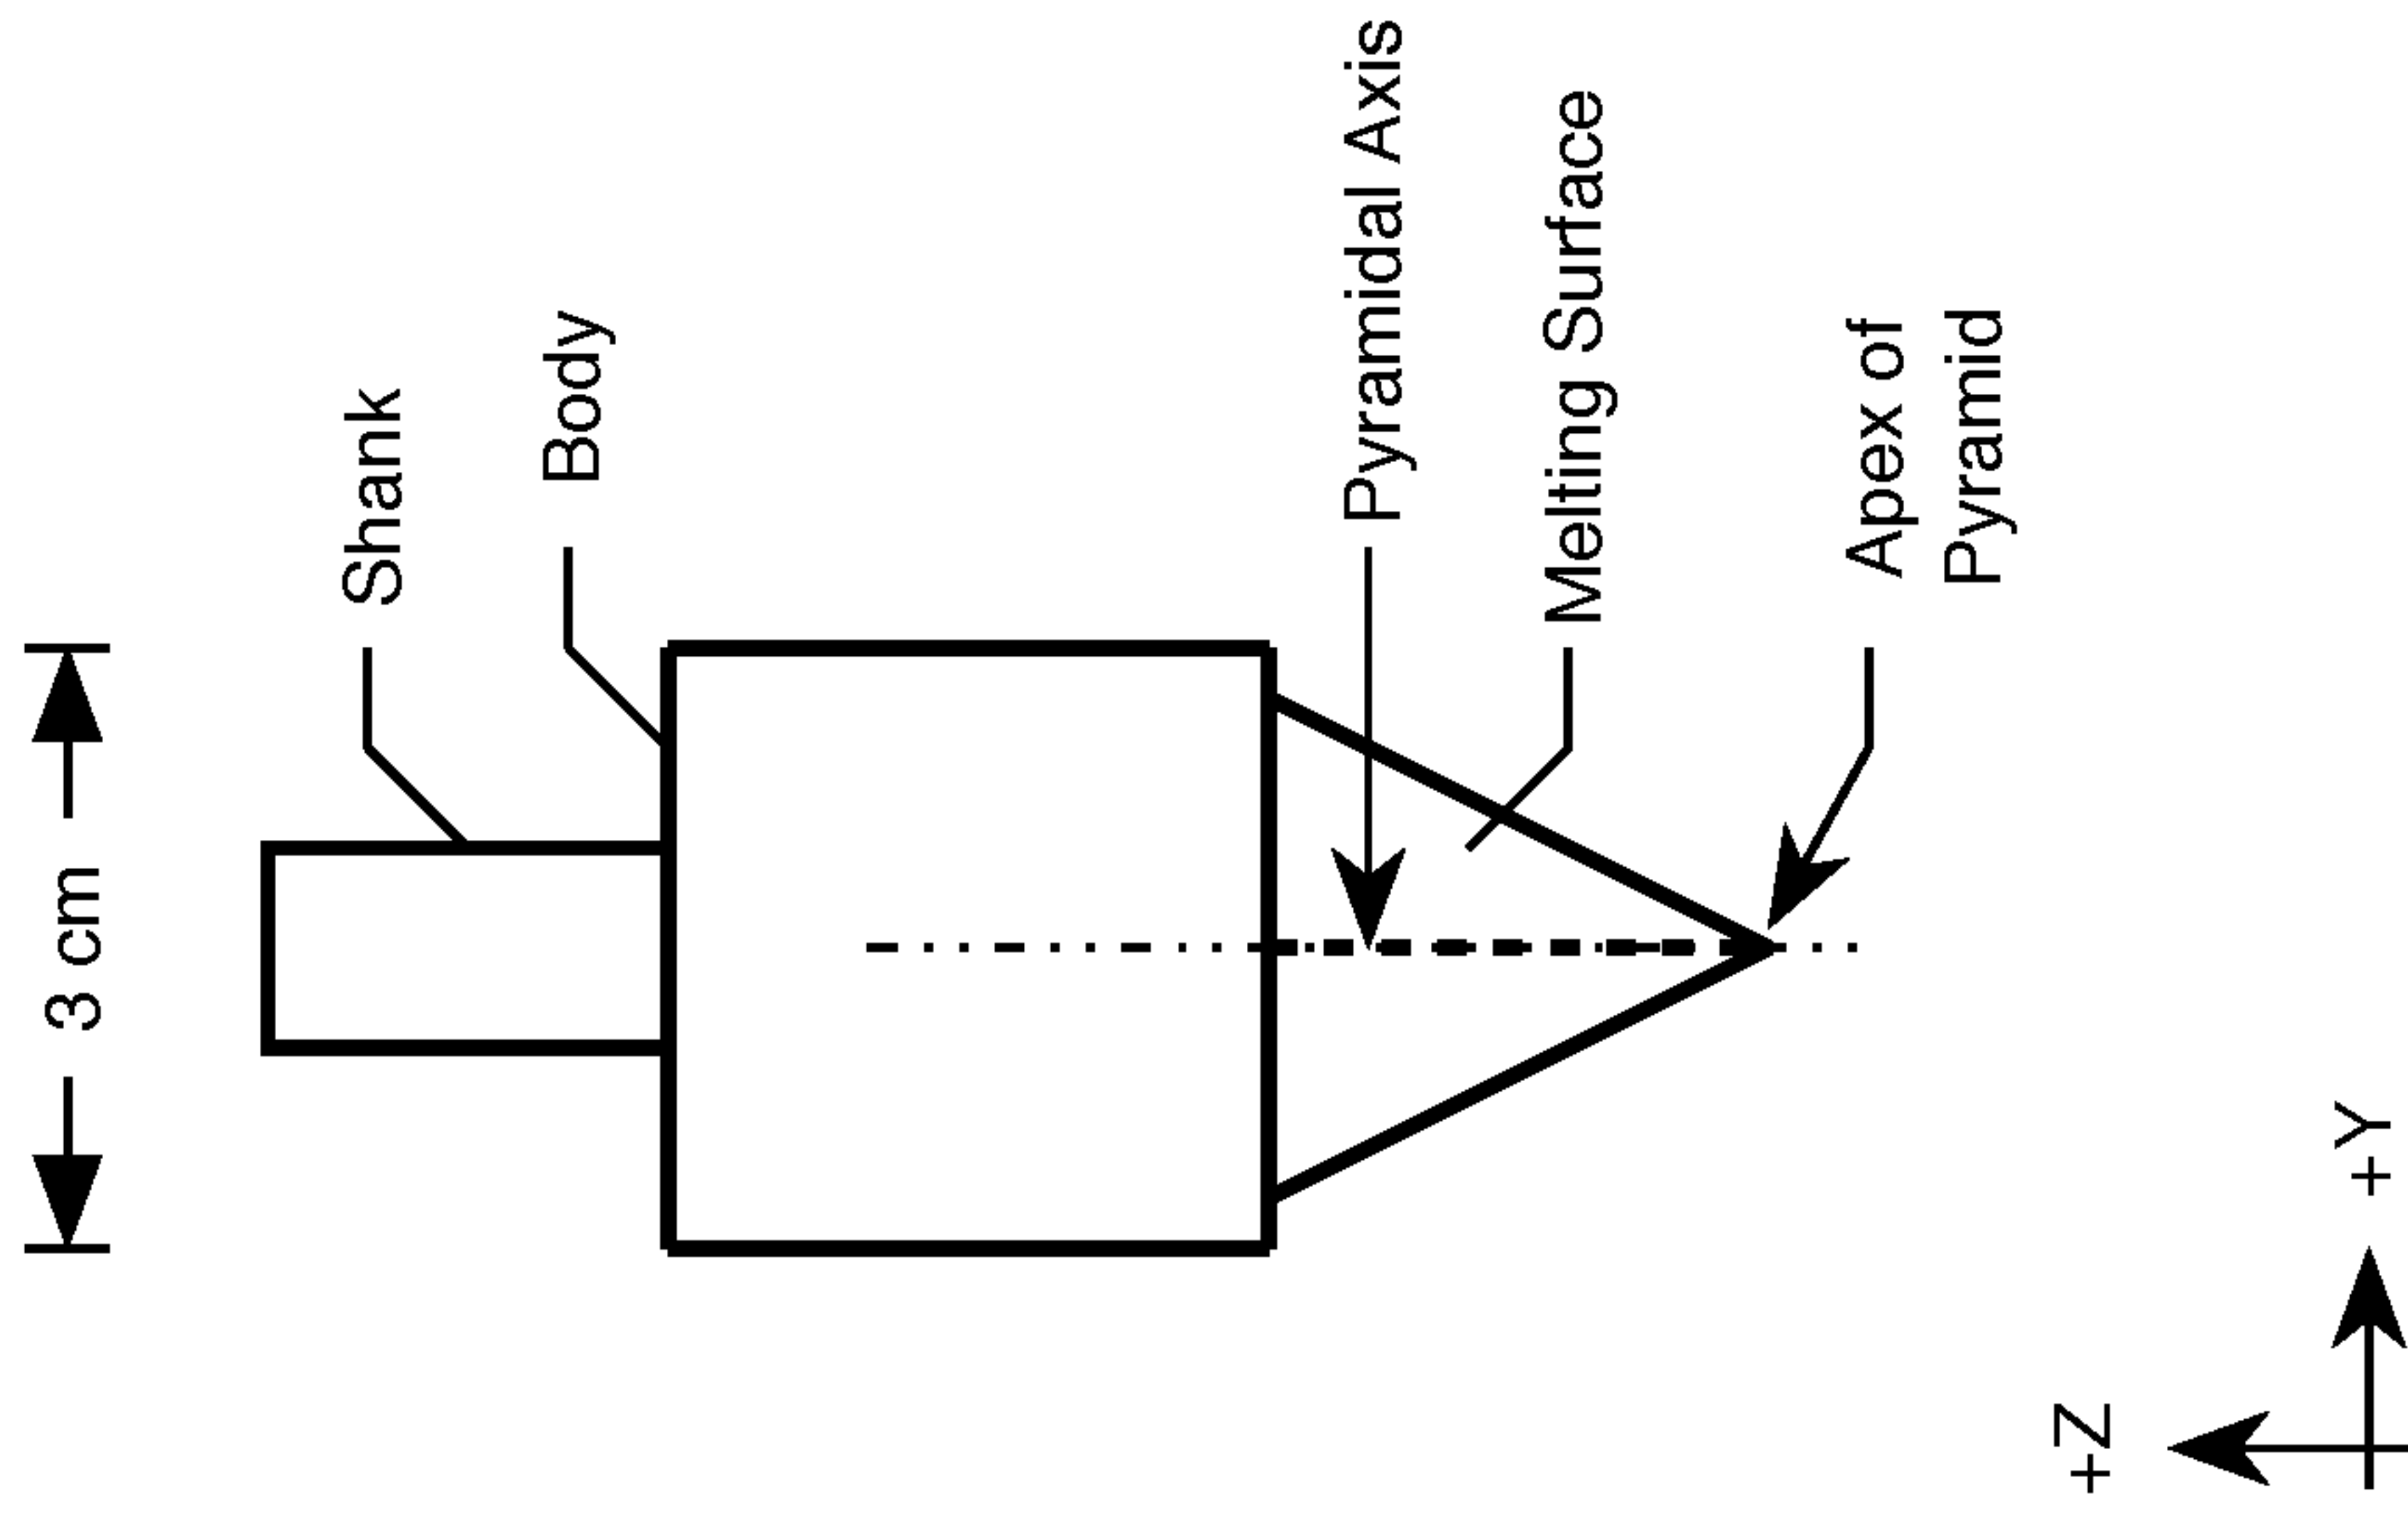 3 cm
Shank
Body
Pyramidal Axis
Melting Surface
Apex of
Pyramid
+Z
+Y